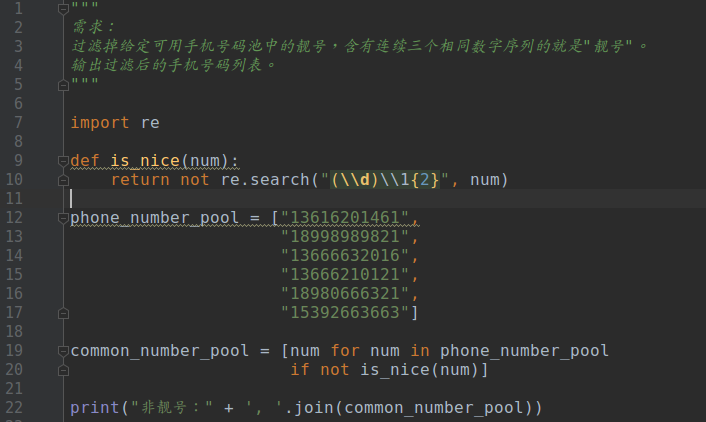 1 """
2 需求：
3 过滤掉给定可用手机号码池中的靓号，含有连续三个相同数字序列的就是"靓号"。
4 输出过滤后的手机号码列表。
5 """
6
7 import re
8
9 def is_nice(num):
10     return not re.search("(\\d)\\1{2}", num)
11
12 phone_number_pool = ["13616201461",
13                      "18998989821",
14                      "13666632016",
15                      "13666210121",
16                      "18980666321",
17                      "15392663663"]
18
19 common_number_pool = [num for num in phone_number_pool
20                       if not is_nice(num)]
21
22 print("非靓号：" + ', '.join(common_number_pool))